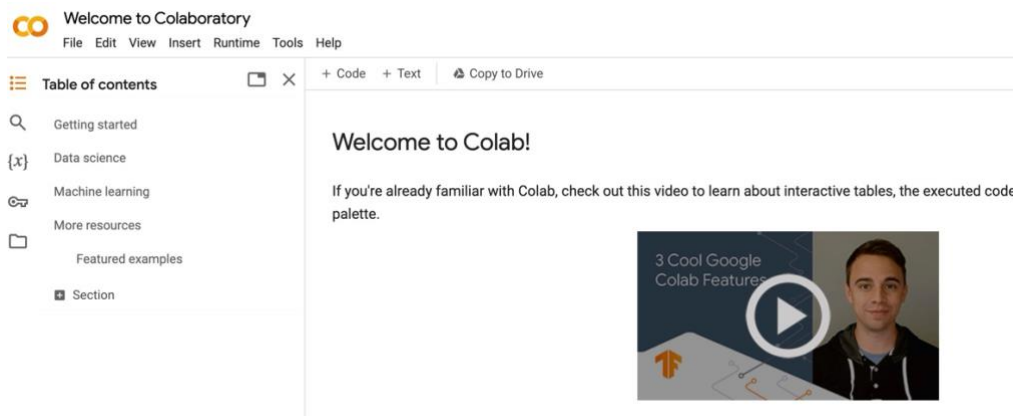 Welcome to Colaboratory
File Edit View Insert Runtime Tools Help
Table of contents
Getting started
Data science
Machine learning
More resources
Featured examples
Section
+ Code + Text Copy to Drive
Welcome to Colab!
If you're already familiar with Colab, check out this video to learn about interactive tables, the executed code
palette.
3 Cool Google
Colab Features
{x}